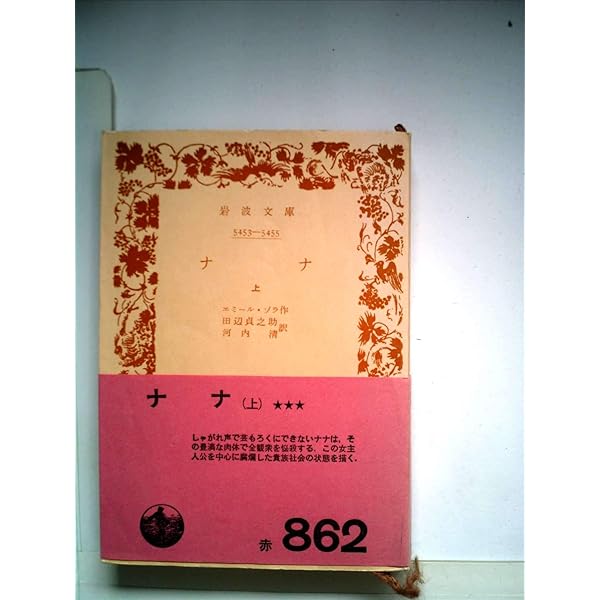 岩波文庫
5453—5455
ナナ
上
エミール・ゾラ作
田辺貞之助
河内清訳
ナナ(上)★★★
しゃがれ声で芸もろくにできないナナは、そ
の豊満な肉体で全観衆を悩殺する。この女主
人公を中心に腐爛した貴族社会の状態を描く。
赤 862